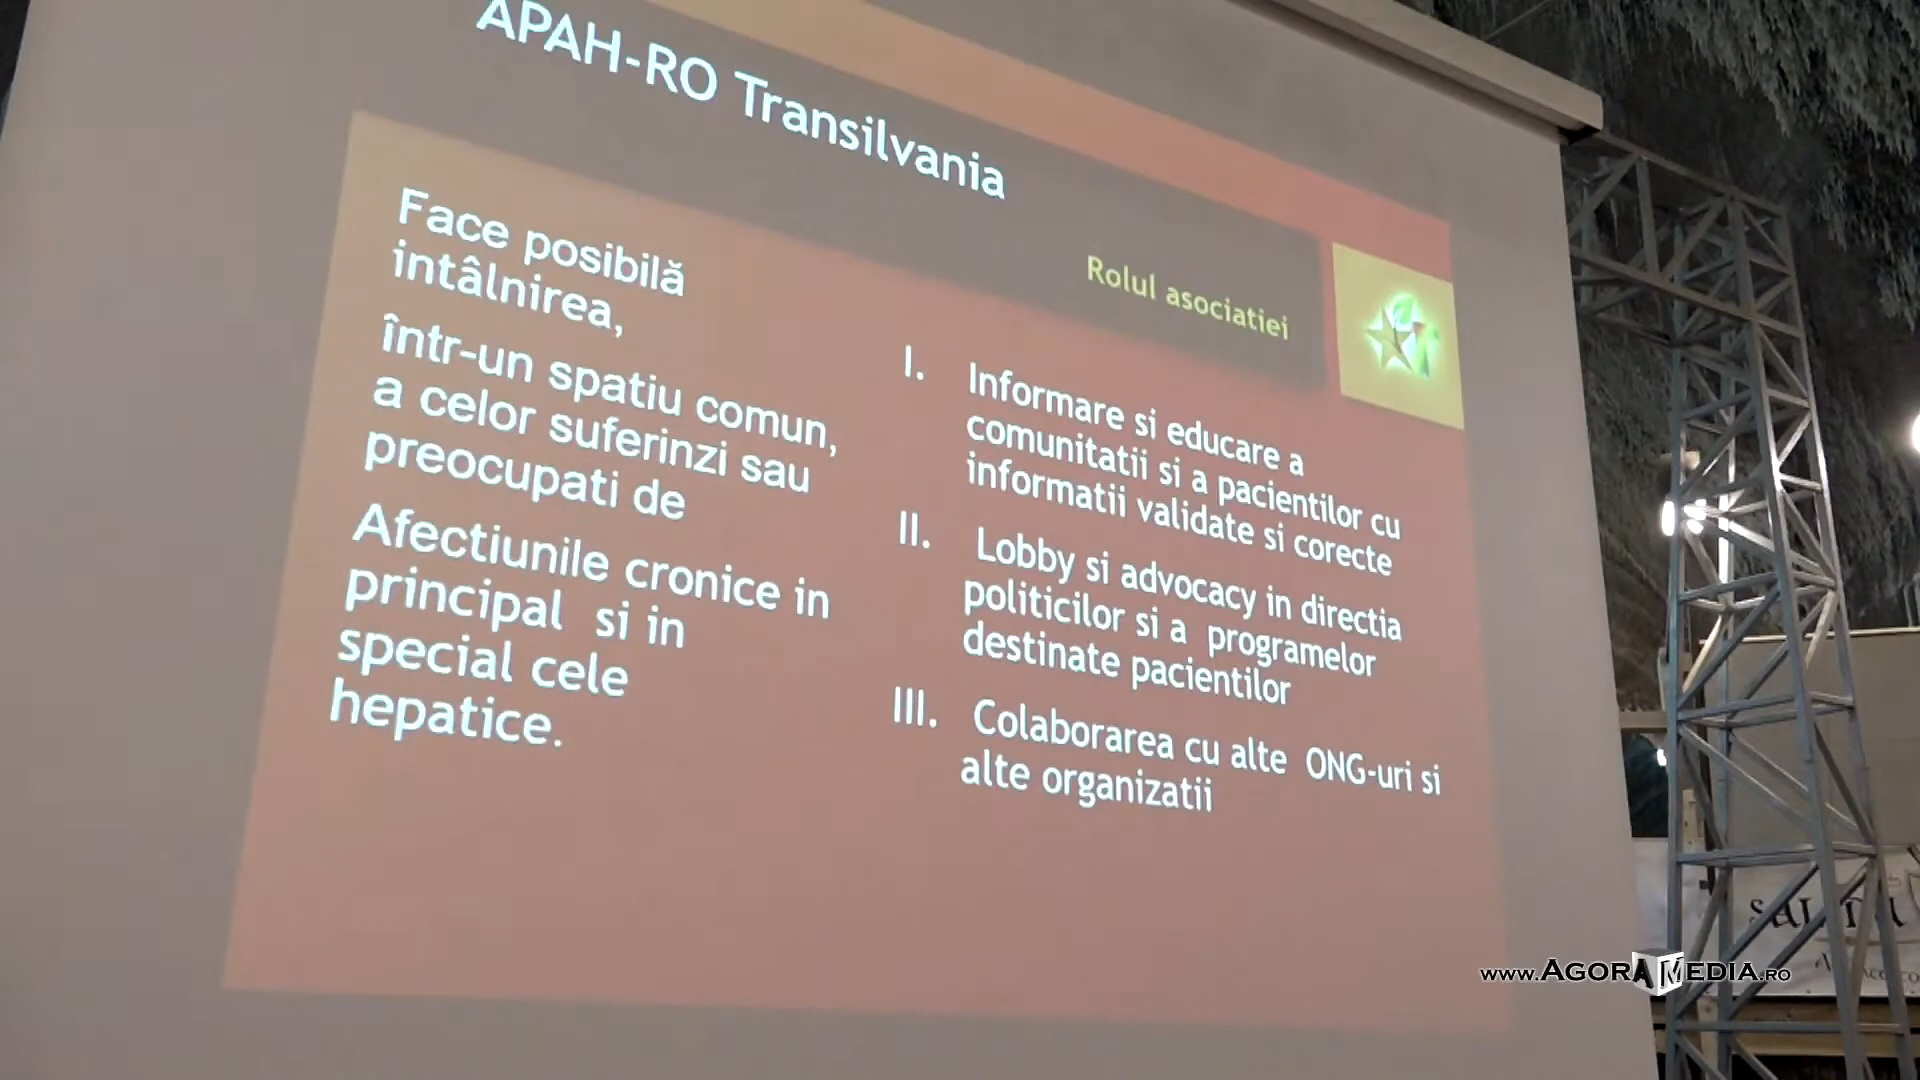 APAH-RO Transilvania
Face posibilă
intâlnirea,
într-un spatiu comun,
a celor suferinzi sau
preocupati de
Afectiunile cronice in
principal si in
special cele
hepatice.
Rolul asociatiei
I. Informare si educare a
comunitatii si a pacientilor cu
informatii validate si corecte
II. Lobby si advocacy in directia
politicilor si a programelor
destinate pacientilor
III. Colaborarea cu alte ONG-uri si
alte organizatii
www.AGORAMEDIA.RO